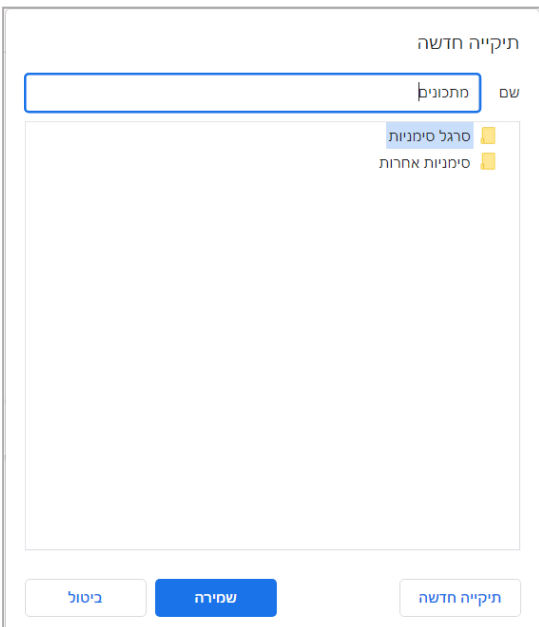 תיקייה חדשה
שם מתכונים
סרגל סימניות
סימניות אחרות
תיקייה חדשה שמירה ביטול